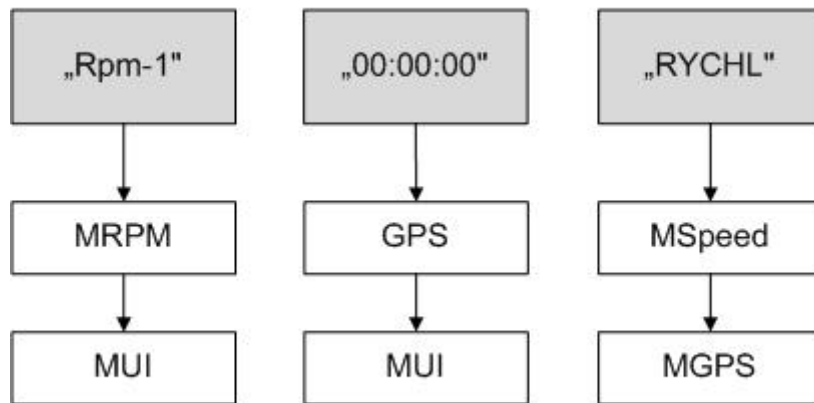 „Rpm-1"
„00:00:00"
„RYCHL"
MRPM
GPS
MSpeed
MUI
MUI
MGPS